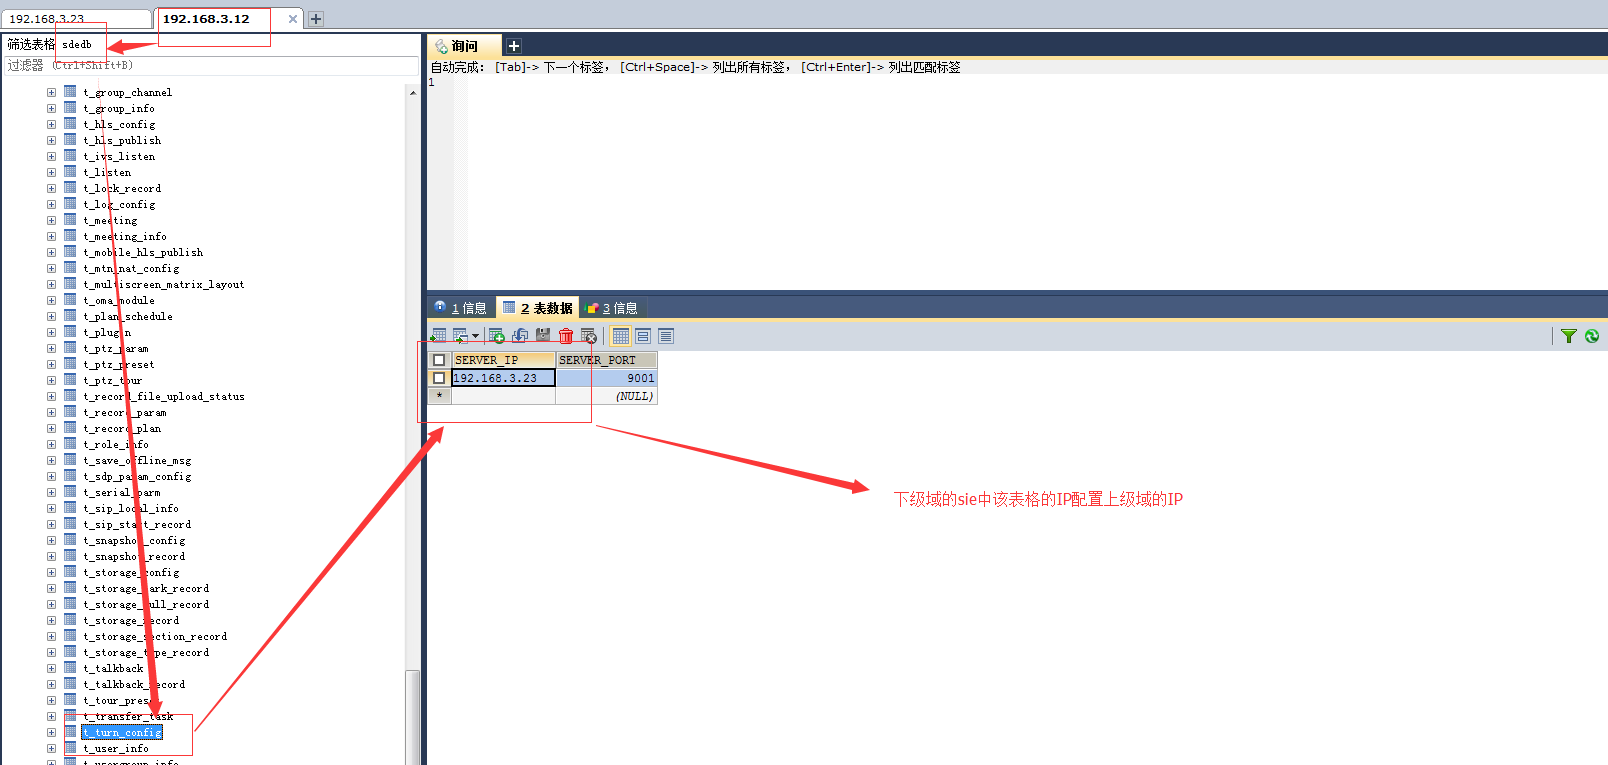 192.168.3.23
192.168.3.12
筛选表格 sdedb
过滤器 (Ctrl+Shift+B)
t_group_channel
t_group_info
t_hls_config
t_hls_publish
t_ivs_listen
t_listen
t_lock_record
t_log_config
t_meeting
t_meeting_info
t_mobile_hls_publish
t_mtn_nat_config
t_multiscreen_matrix_layout
t_oma_module
t_plan_schedule
t_plugin
t_ptz_param
t_ptz_preset
t_ptz_tour
t_record_file_upload_status
t_record_param
t_record_plan
t_role_info
t_save_offline_msg
t_sdp_param_config
t_serial_parm
t_sip_local_info
t_sip_start_record
t_snapshot_config
t_snapshot_record
t_storage_config
t_storage_mark_record
t_storage_pull_record
t_storage_record
t_storage_section_record
t_storage_type_record
t_talkback
t_talkback_record
t_tour_preset
t_transfer_task
t_turn_config
t_user_info
t_usergroup_info
询问
自动完成: [Tab]-> 下一个标签, [Ctrl+Space]-> 列出所有标签, [Ctrl+Enter]-> 列出匹配标签
1
1 信息
2 表数据
3 信息
SERVER_IP SERVER_PORT
192.168.3.23 9001
* (NULL)
下级域的sie中该表格的IP配置上级域的IP